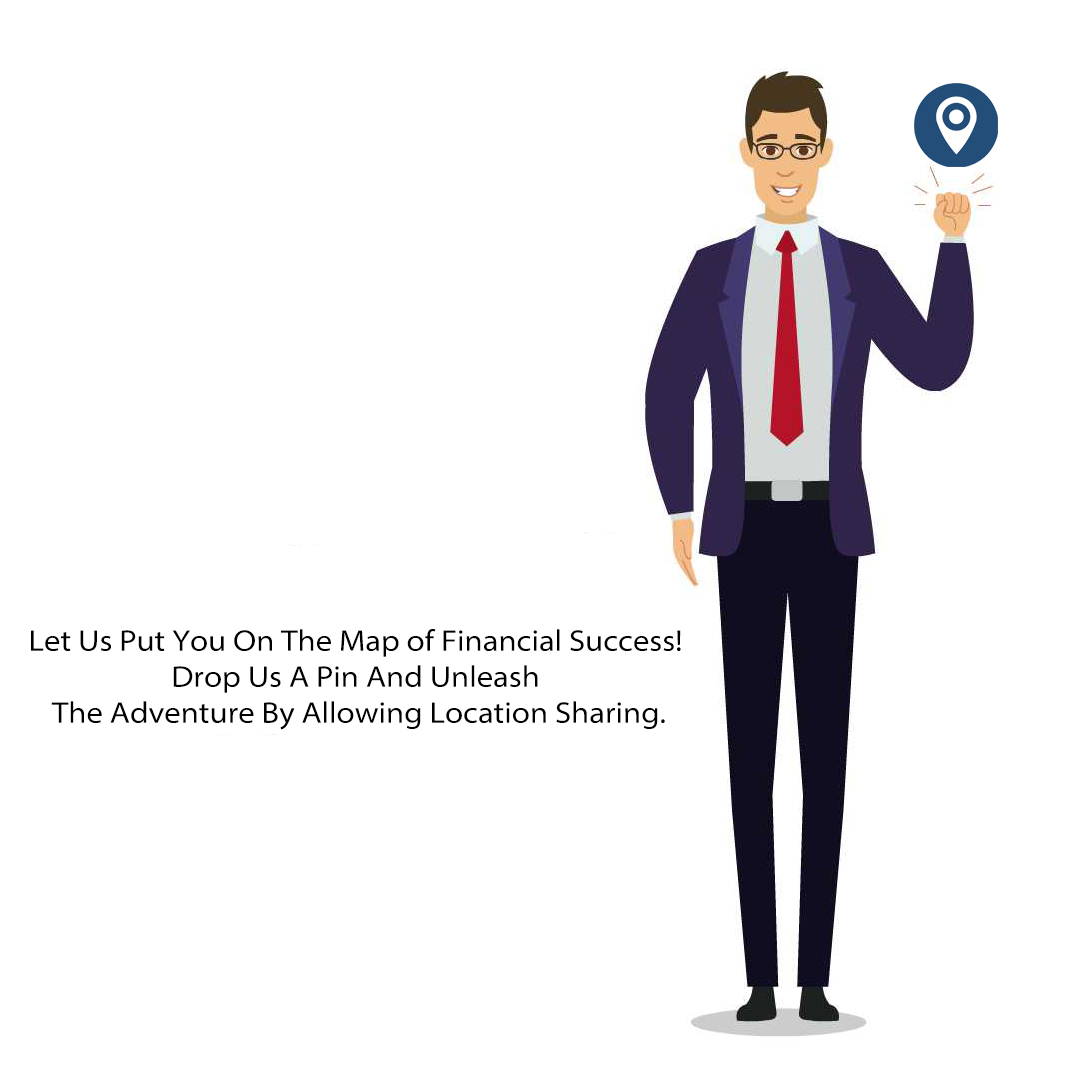 Let Us Put You On The Map of Financial Success!
Drop Us A Pin And Unleash
The Adventure By Allowing Location Sharing.